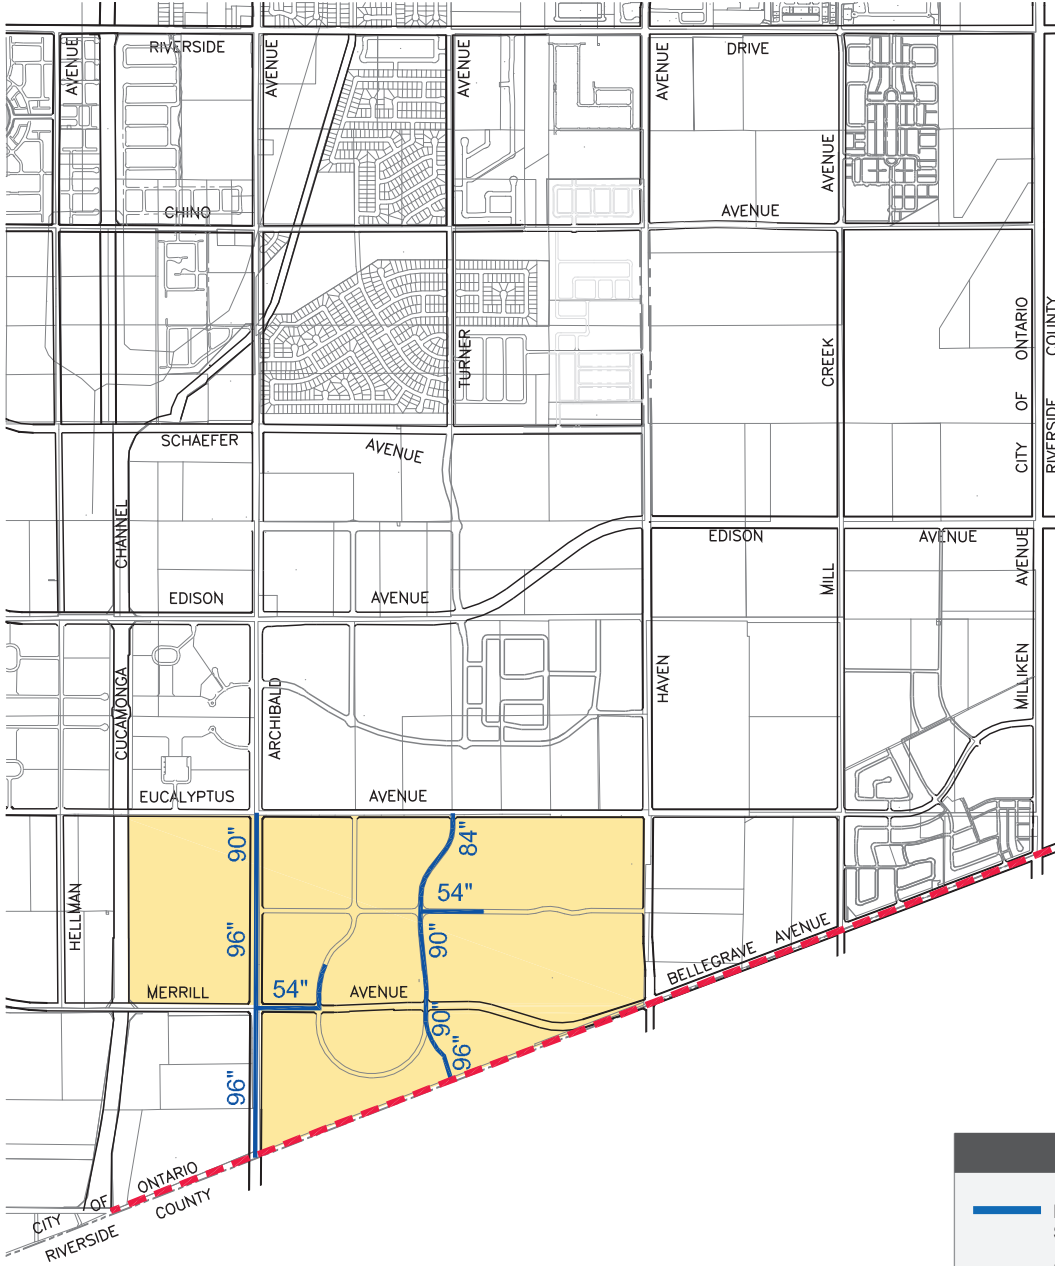 RIVERSIDE
DRIVE
AVENUE
AVENUE
AVENUE
AVENUE
AVENUE
CHINO
AVENUE
TURNER
CREEK
CITY OF ONTARIO
RIVERSIDE COUNTY
SCHAEFER
AVENUE
CHANNEL
EDISON
AVENUE
EDISON
AVENUE
MILL
AVENUE
CUCAMONGA
ARCHIBALD
HAVEN
MILLIKEN
EUCALYPTUS
AVENUE
90"
84"
54"
HELLMAN
96"
90"
MERRILL
54"
AVENUE
90"
96"
96"
BELLEGRAVE AVENUE
CITY OF ONTARIO
RIVERSIDE COUNTY